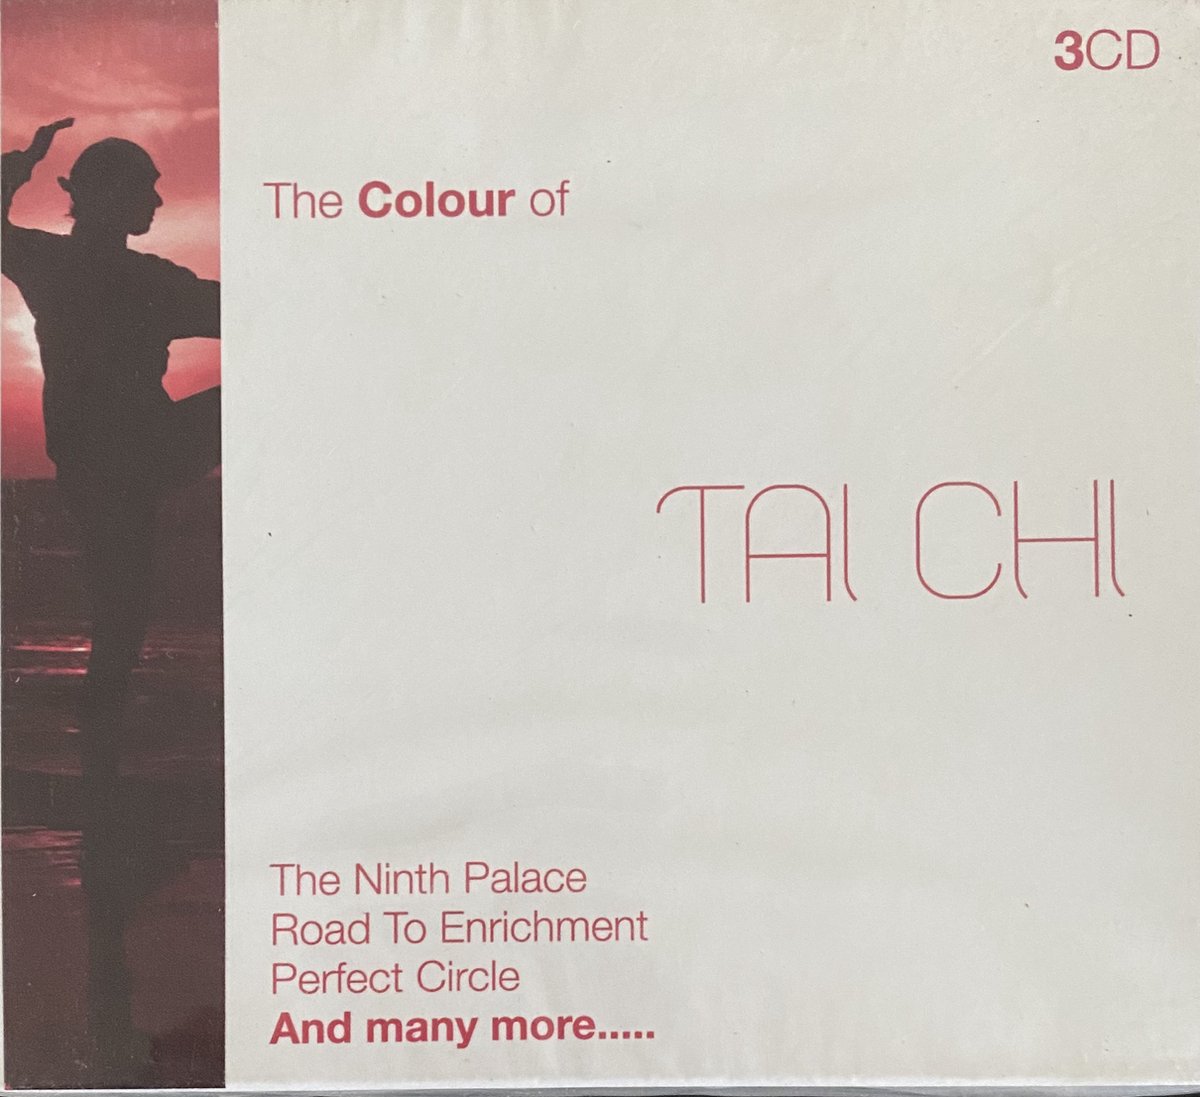 3CD
The Colour of
TAI CHI
The Ninth Palace
Road To Enrichment
Perfect Circle
And many more.....